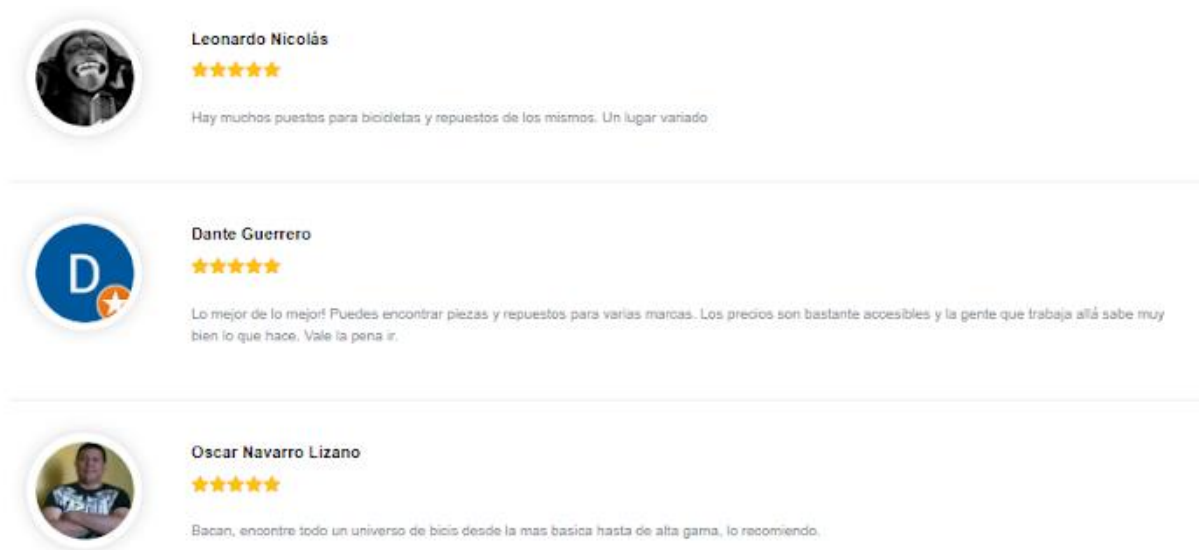 Leonardo Nicolás
Hay muchos puestos para bicicletas y repuestos de los mismos. Un lugar variado
D
Dante Guerrero
Lo mejor de lo mejor! Puedes encontrar piezas y repuestos para varias marcas. Los precios son bastante accesibles y la gente que trabaja allá sabe muy
bien lo que hace. Vale la pena ir.
Oscar Navarro Lizano
Bacan, encontre todo un universo de bicis desde la mas basica hasta de alta gama, lo recomiendo.